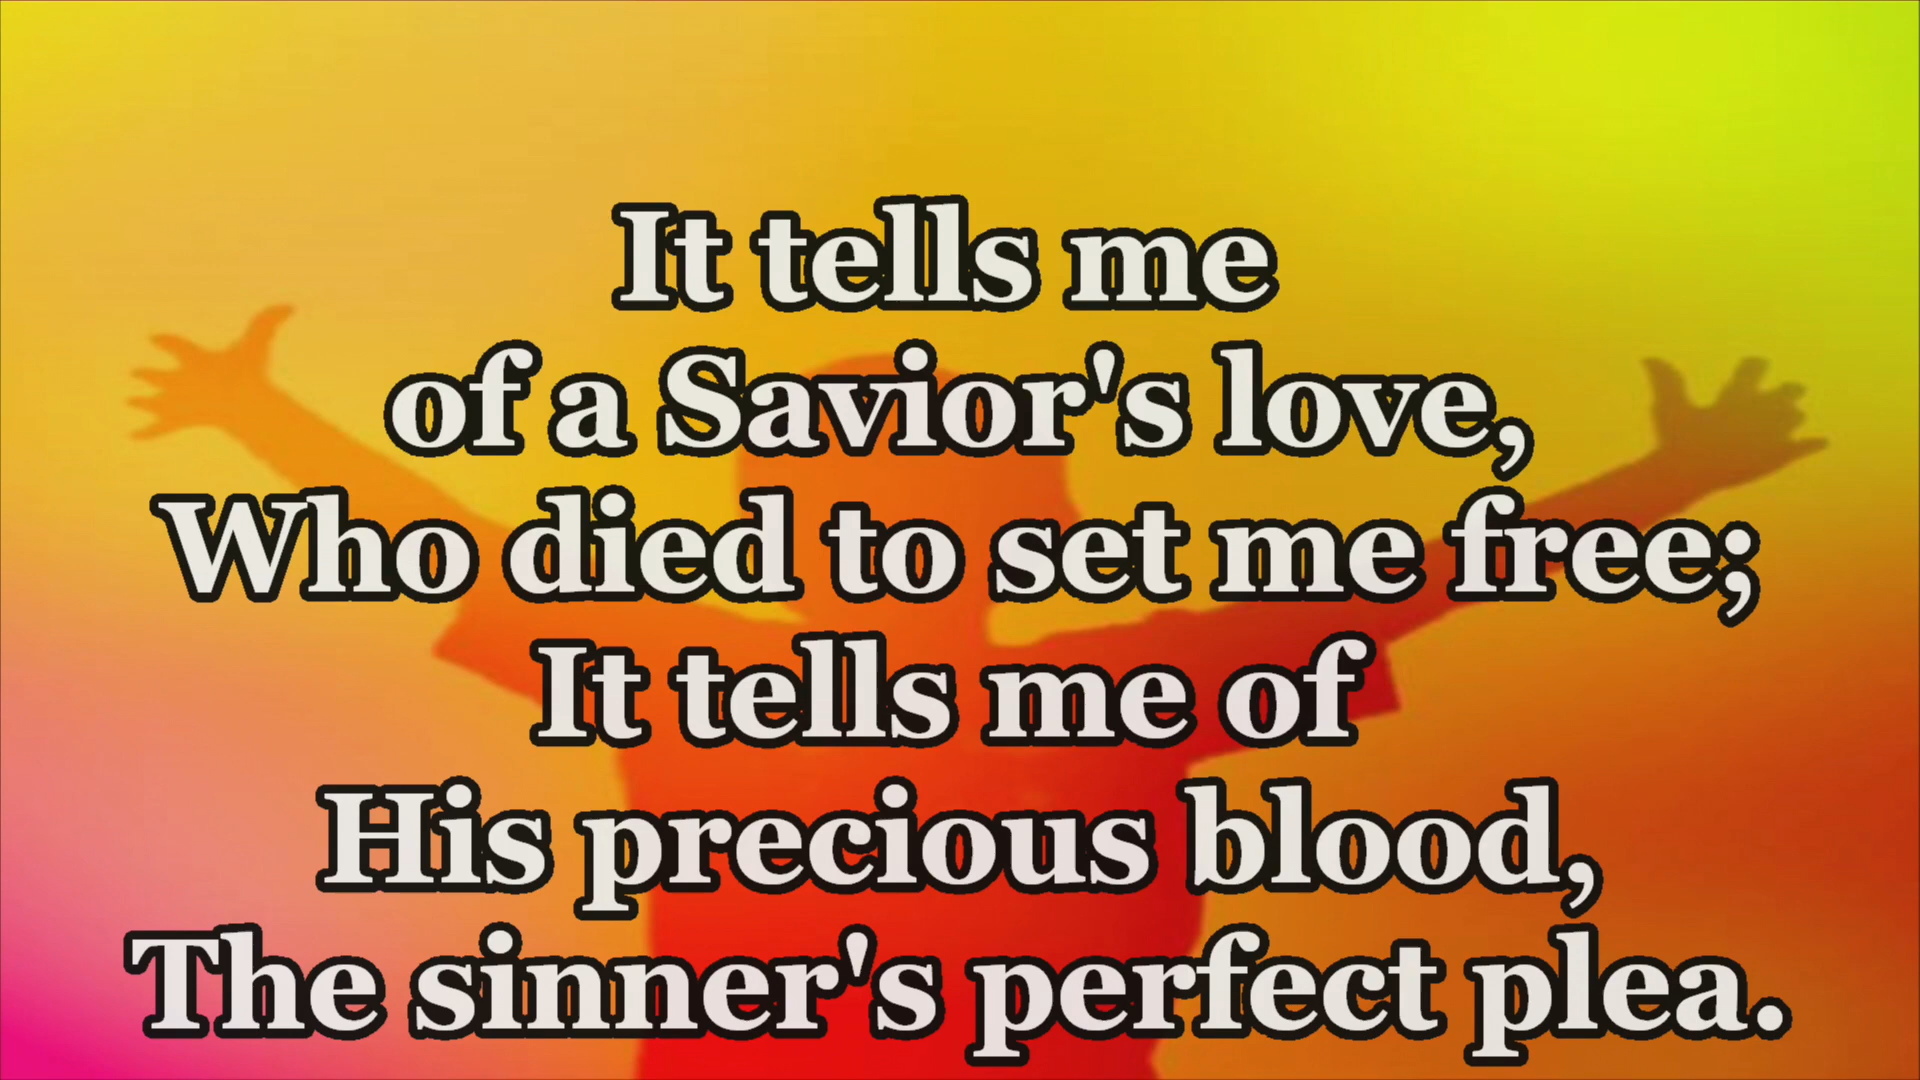 It tells me
of a Savior's love,
Who died to set me free;
It tells me of
His precious blood,
The sinner's perfect plea.